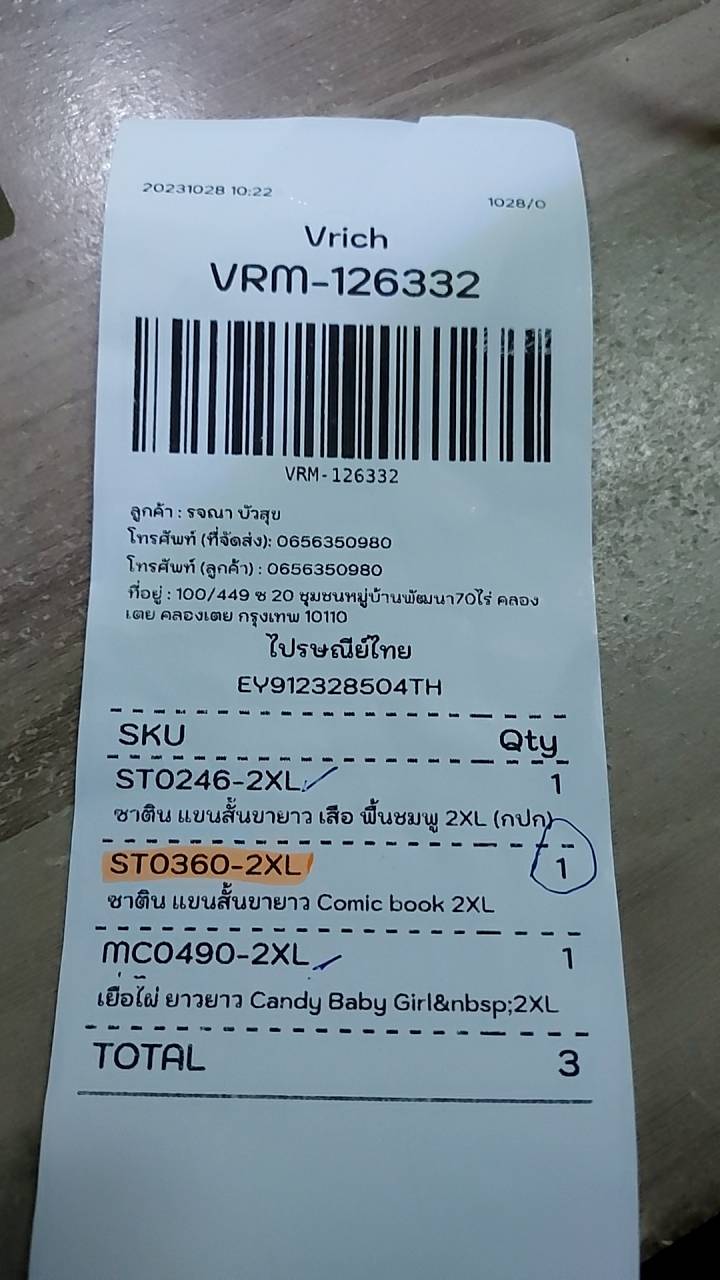 20231028 10:22
1028/0
Vrich
VRM-126332
VRM-126332
ลูกค้า : รจณา บัวสุข
โทรศัพท์ (ที่จัดส่ง): 0656350980
โทรศัพท์ (ลูกค้า) : 0656350980
ที่อยู่ : 100/449 ซ 20 ชุมชนหมู่บ้านพัฒนา70ไร่ คลอง
เตย คลองเตย กรุงเทพ 10110
ไปรษณีย์ไทย
EY912328504TH
SKU Qty
ST0246-2XL 1
ซาติน แขนสั้นขายาว เสือ พื้นชมพู 2XL (กปก)
ST0360-2XL 1
ซาติน แขนสั้นขายาว Comic book 2XL
MC0490-2XL 1
เยื่อไผ่ ยาวยาว Candy Baby Girl&nbsp;2XL
TOTAL 3